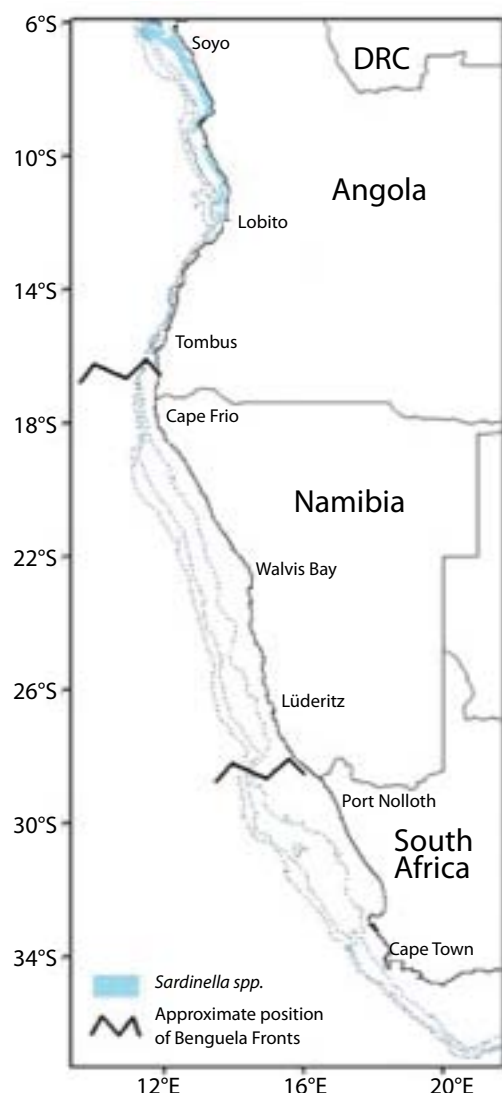 6°S
Soyo
DRC
10°S
Angola
Lobito
14°S
Tombus
Cape Frio
18°S
Namibia
22°S
Walvis Bay
26°S
Lüderitz
Port Nolloth
30°S
South
Africa
34°S
Cape Town
Sardinella spp.
Approximate position
of Benguela Fronts
12°E
16°E
20°E